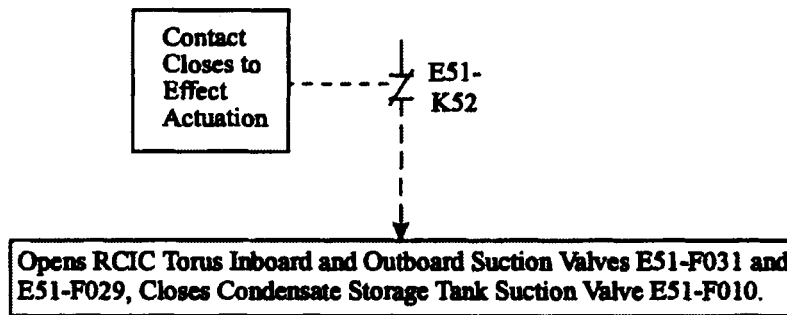 Contact
Closes to
Effect
Actuation
E51-
K52
Opens RCIC Torus Inboard and Outboard Suction Valves E51-F031 and
E51-F029, Closes Condensate Storage Tank Suction Valve E51-F010.